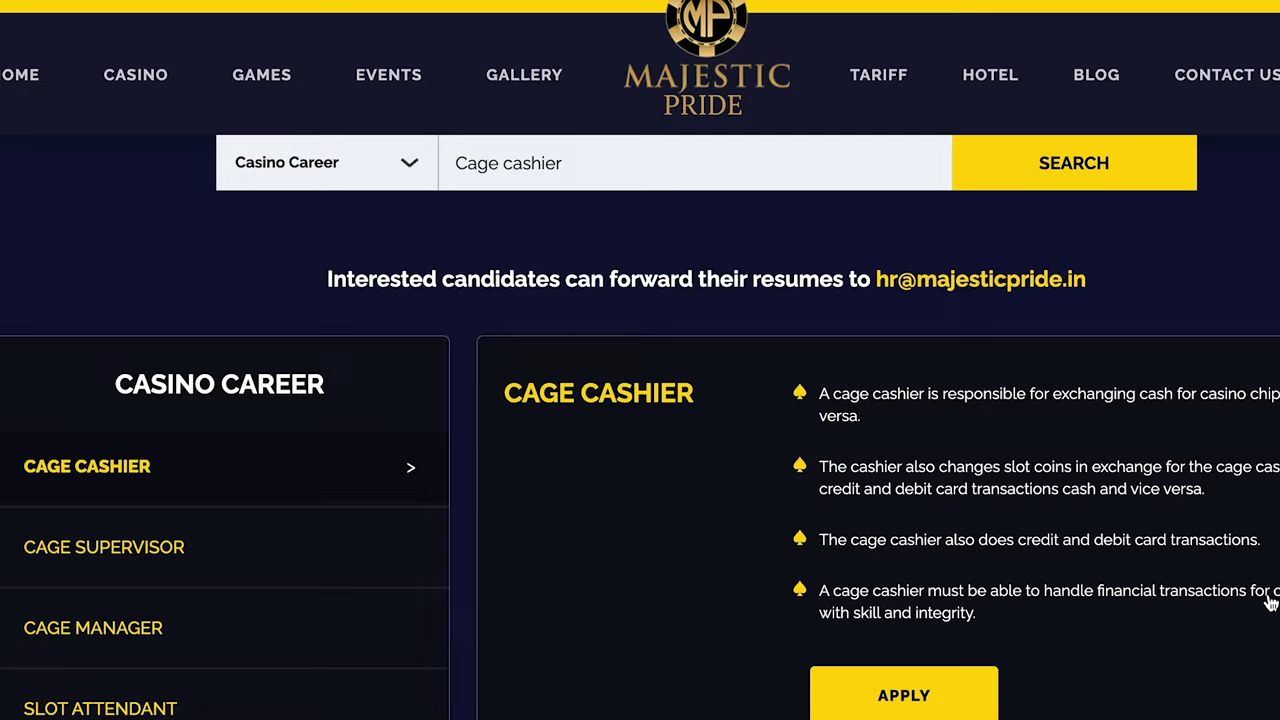 OME CASINO GAMES EVENTS GALLERY MP MAJESTIC PRIDE TARIFF HOTEL BLOG CONTACT US
Casino Career Cage cashier SEARCH
Interested candidates can forward their resumes to hr@majesticpride.in
CASINO CAREER
CAGE CASHIER >
CAGE SUPERVISOR
CAGE MANAGER
SLOT ATTENDANT
CAGE CASHIER
A cage cashier is responsible for exchanging cash for casino chip
versa.
The cashier also changes slot coins in exchange for the cage cas
credit and debit card transactions cash and vice versa.
The cage cashier also does credit and debit card transactions.
A cage cashier must be able to handle financial transactions for
with skill and integrity.
APPLY